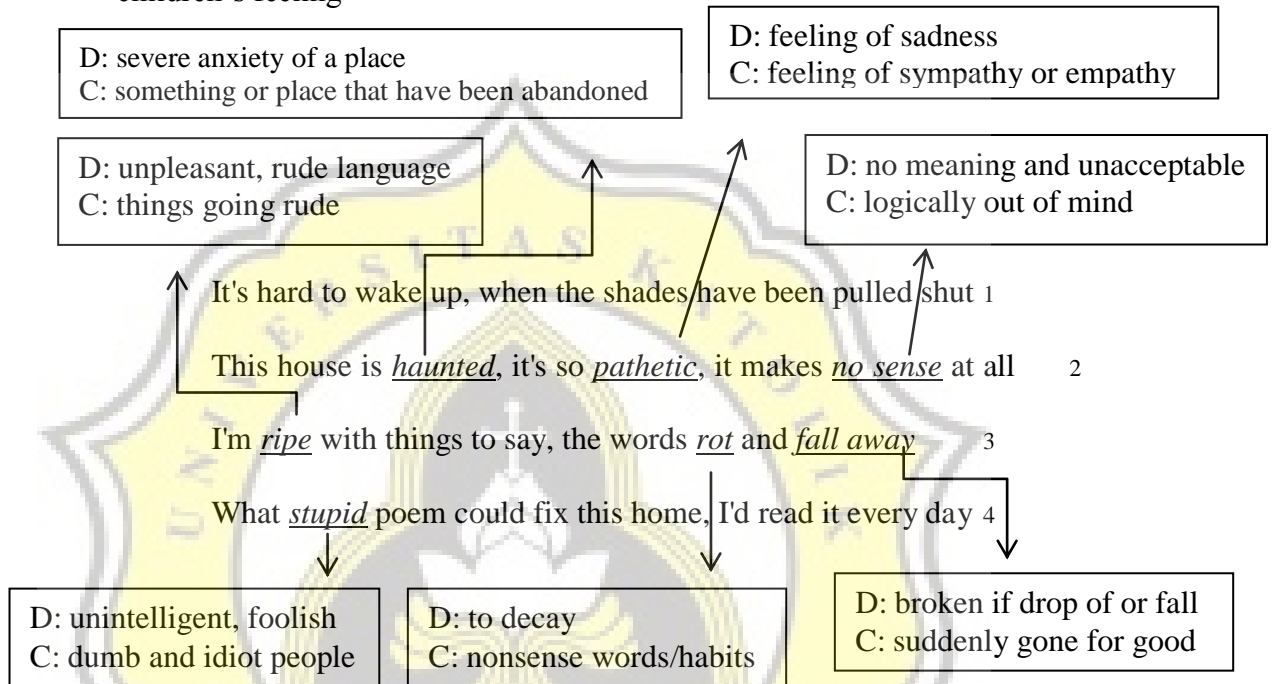 children's feeling
D: severe anxiety of a place
C: something or place that have been abandoned
D: feeling of sadness
C: feeling of sympathy or empathy
D: unpleasant, rude language
C: things going rude
D: no meaning and unacceptable
C: logically out of mind
UNIVERSITAS KATOLIK
It's hard to wake up, when the shades have been pulled shut 1
This house is haunted, it's so pathetic, it makes no sense at all 2
I'm ripe with things to say, the words rot and fall away 3
What stupid poem could fix this home, I'd read it every day 4
D: unintelligent, foolish
C: dumb and idiot people
D: to decay
C: nonsense words/habits
D: broken if drop of or fall
C: suddenly gone for good